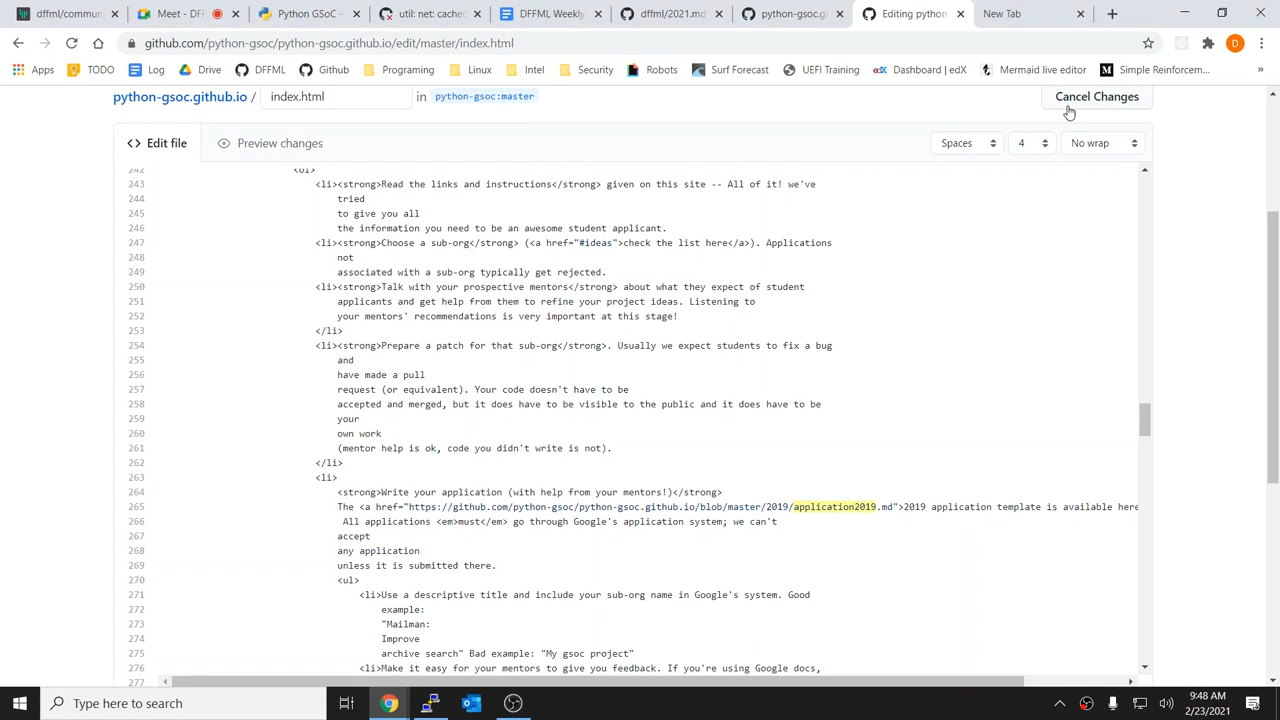 dffml/commun
Meet - DFF
Python GSoC -
util: net: cachec
DFFML Weekly
dffml/2021.md
python-gsoc.g
Editing python
New Tab
github.com/python-gsoc/python-gsoc.github.io/edit/master/index.html
D
Apps TODO Log Drive DFFML Github Programing Linux Intel Security Robots Surf Forecast UEFI Training Dashboard | edX Mermaid live editor Simple Reinforcem...
python-gsoc.github.io / index.html in python-gsoc:master Cancel Changes
<> Edit file Preview changes Spaces 4 No wrap
242 <ol>
243 <li><strong>Read the links and instructions</strong> given on this site -- All of it! we've
244 tried
245 to give you all
246 the information you need to be an awesome student applicant.
247 <li><strong>Choose a sub-org</strong> (<a href="#ideas">check the list here</a>). Applications
248 not
249 associated with a sub-org typically get rejected.
250 <li><strong>Talk with your prospective mentors</strong> about what they expect of student
251 applicants and get help from them to refine your project ideas. Listening to
252 your mentors' recommendations is very important at this stage!
253 </li>
254 <li><strong>Prepare a patch for that sub-org</strong>. Usually we expect students to fix a bug
255 and
256 have made a pull
257 request (or equivalent). Your code doesn't have to be
258 accepted and merged, but it does have to be visible to the public and it does have to be
259 your
260 own work
261 (mentor help is ok, code you didn't write is not).
262 </li>
263 <li>
264 <strong>Write your application (with help from your mentors!)</strong>
265 The <a href="https://github.com/python-gsoc/python-gsoc.github.io/blob/master/2019/application2019.md">2019 application template is available here
266 All applications <em>must</em> go through Google's application system; we can't
267 accept
268 any application
269 unless it is submitted there.
270 <ul>
271 <li>Use a descriptive title and include your sub-org name in Google's system. Good
272 example:
273 "Mailman:
274 Improve
275 archive search" Bad example: "My gsoc project"
276 <li>Make it easy for your mentors to give you feedback. If you're using Google docs,
277
Type here to search
9:48 AM
2/23/2021